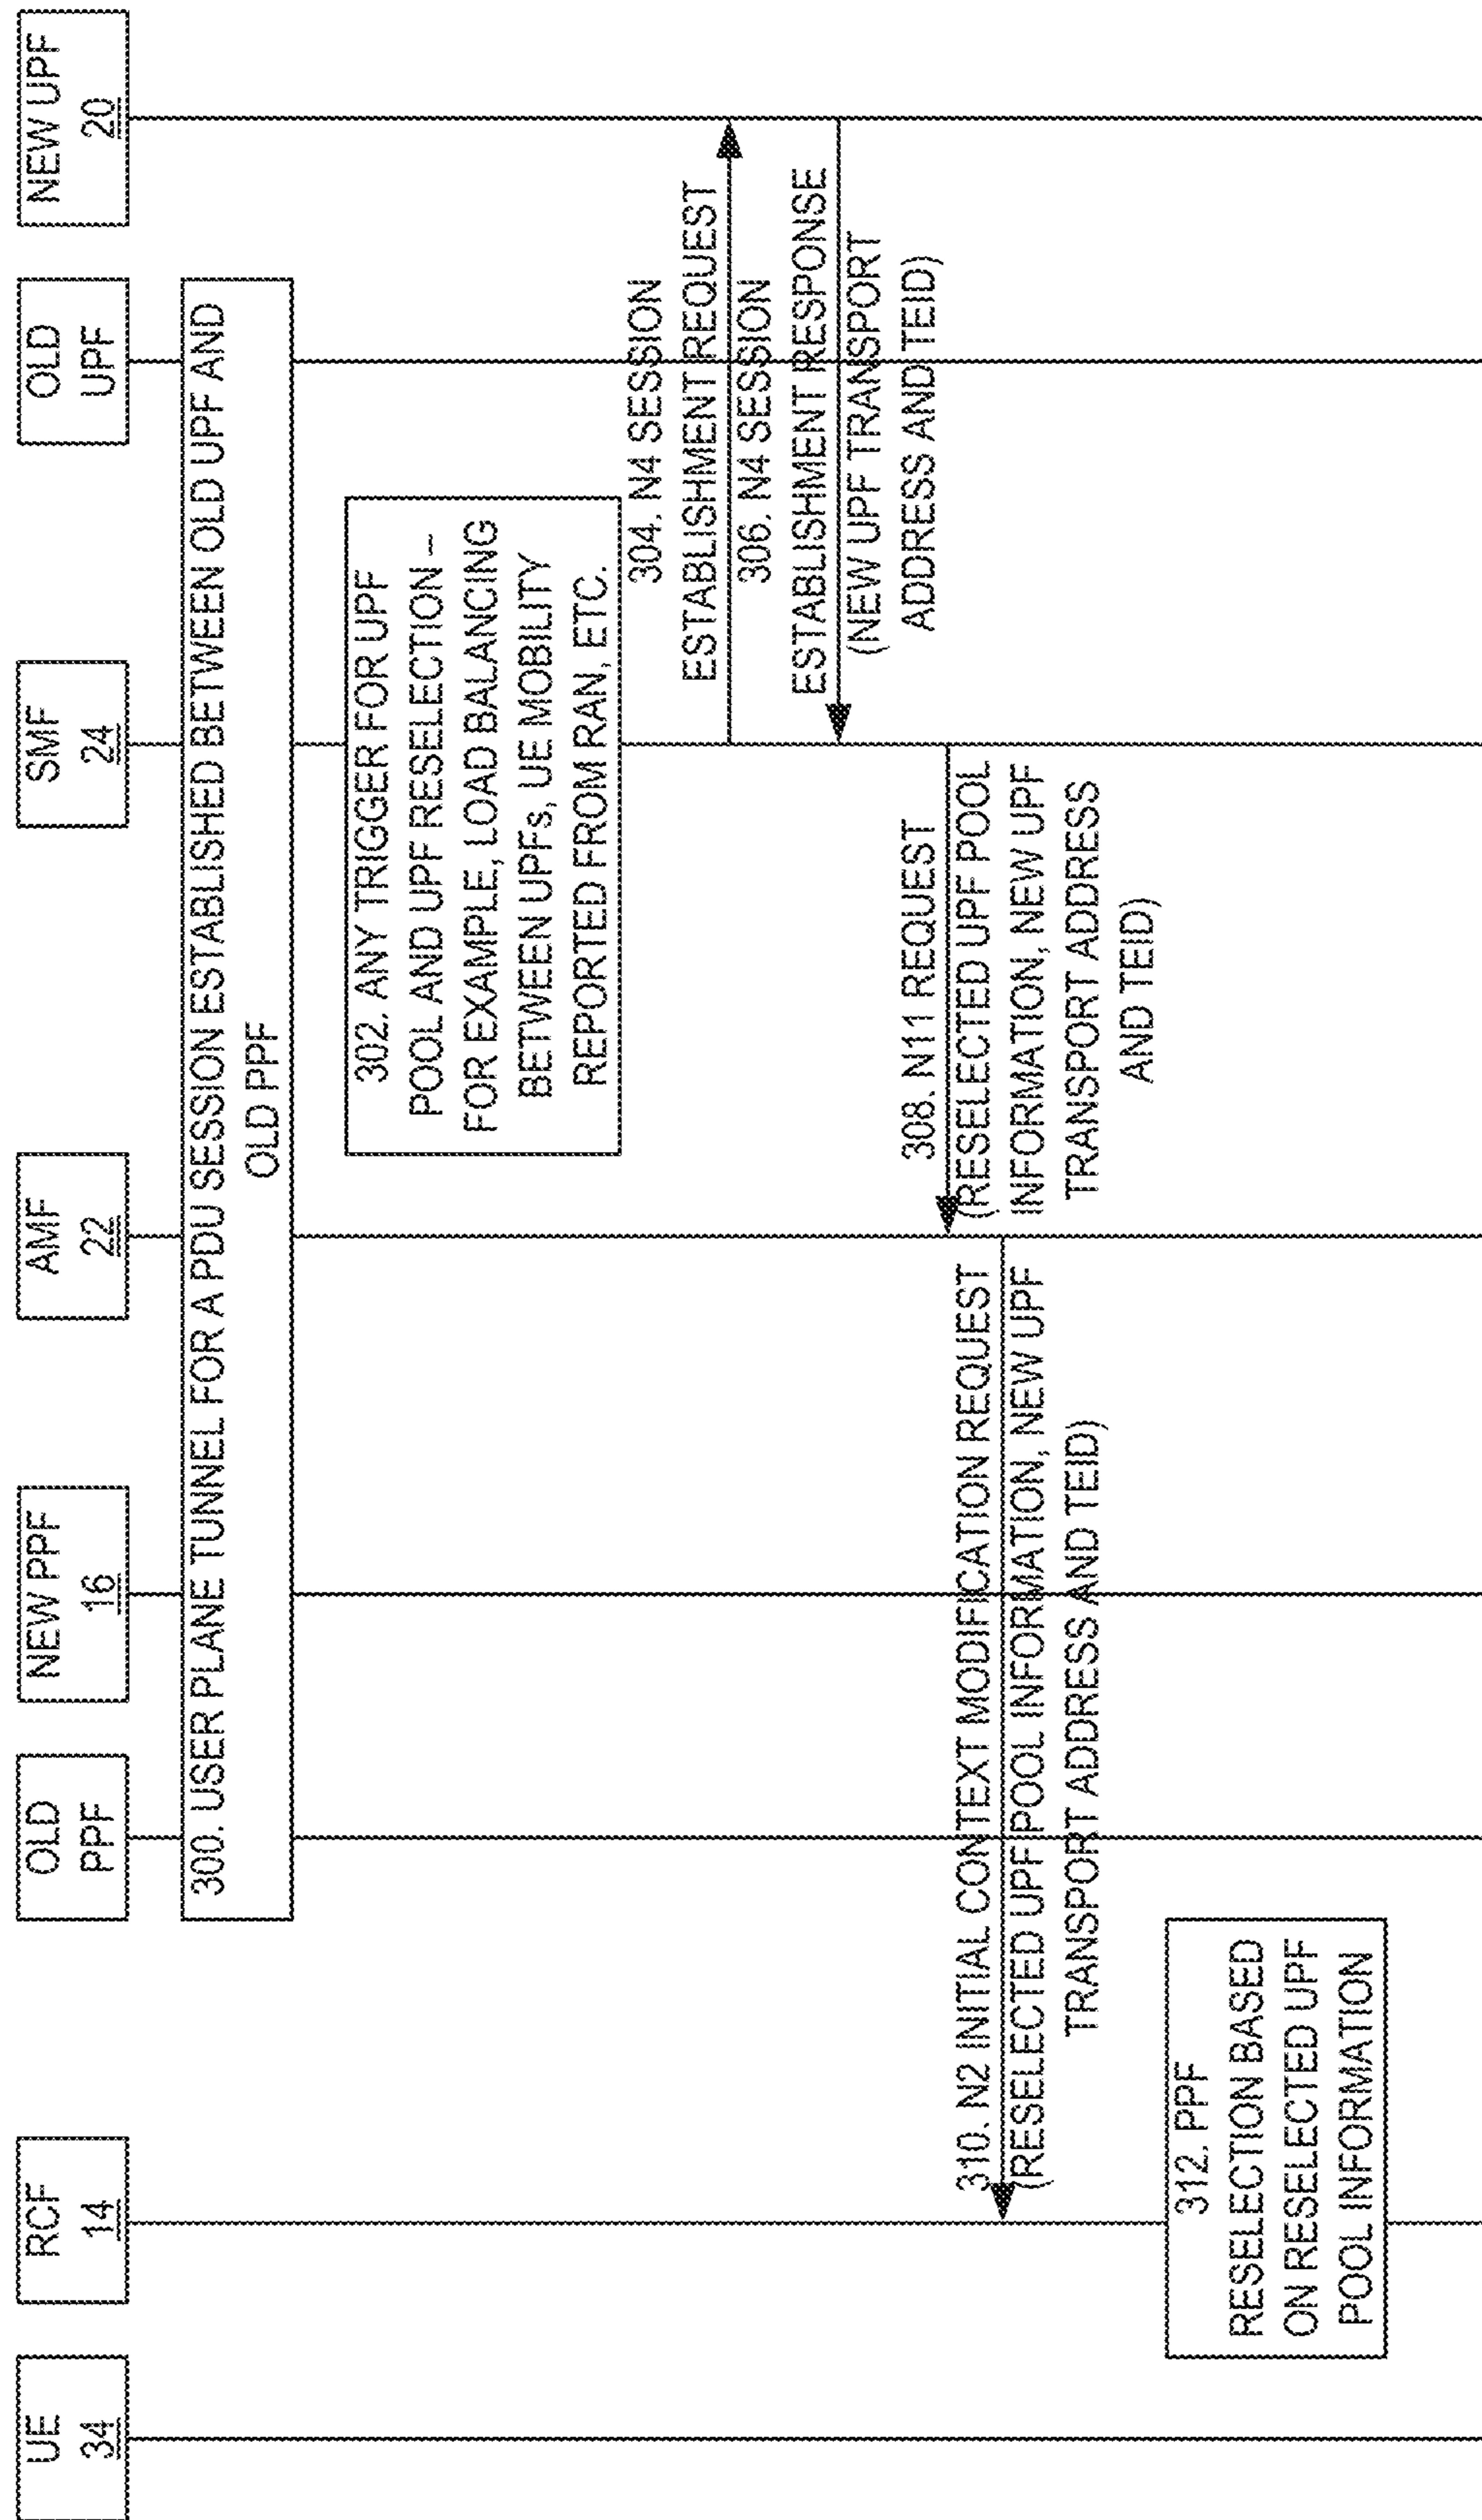 UE
34
RCF
14
OLD
PPF
NEW PPF
16
AMF
22
SMF
24
OLD
UPF
NEW UPF
20
300. USER PLANE TUNNEL FOR A PDU SESSION ESTABLISHED BETWEEN OLD UPF AND
OLD PPF
302. ANY TRIGGER FOR UPF
POOL AND UPF RESELECTION –
FOR EXAMPLE, LOAD BALANCING
BETWEEN UPFs, UE MOBILITY
REPORTED FROM RAN, ETC.
304. N4 SESSION
ESTABLISHMENT REQUEST
306. N4 SESSION
ESTABLISHMENT RESPONSE
(NEW UPF TRANSPORT
ADDRESS AND TEID)
308. N11 REQUEST
(RESELECTED UPF POOL
INFORMATION, NEW UPF
TRANSPORT ADDRESS
AND TEID)
310. N2 INITIAL CONTEXT MODIFICATION REQUEST
(RESELECTED UPF POOL INFORMATION, NEW UPF
TRANSPORT ADDRESS AND TEID)
312. PPF
RESELECTION BASED
ON RESELECTED UPF
POOL INFORMATION